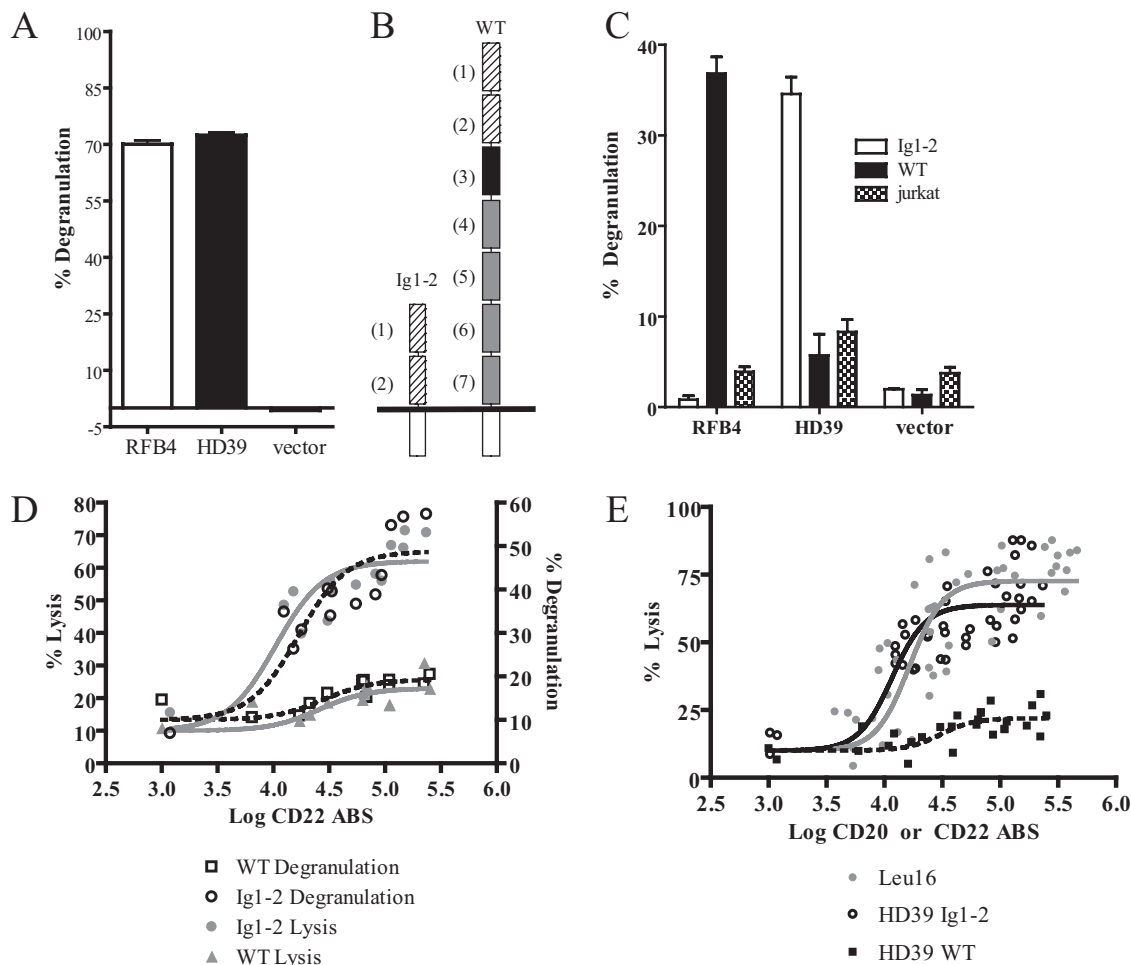 A
% Degranulation
100
85
70
55
40
25
10
-5
RFB4 HD39 vector
B
WT
(1)
(2)
(3)
(4)
(5)
(6)
(7)
Ig1-2
(1)
(2)
C
% Degranulation
40
30
20
10
0
Ig1-2
WT
jurkat
RFB4 HD39 vector
D
% Lysis
80
70
60
50
40
30
20
10
0
60
50
40
30
20
10
0
% Degranulation
2.5 3.0 3.5 4.0 4.5 5.0 5.5 6.0
Log CD22 ABS
WT Degranulation
Ig1-2 Degranulation
Ig1-2 Lysis
WT Lysis
E
% Lysis
100
75
50
25
0
2.5 3.0 3.5 4.0 4.5 5.0 5.5 6.0
Log CD20 or CD22 ABS
Leu16
HD39 Ig1-2
HD39 WT